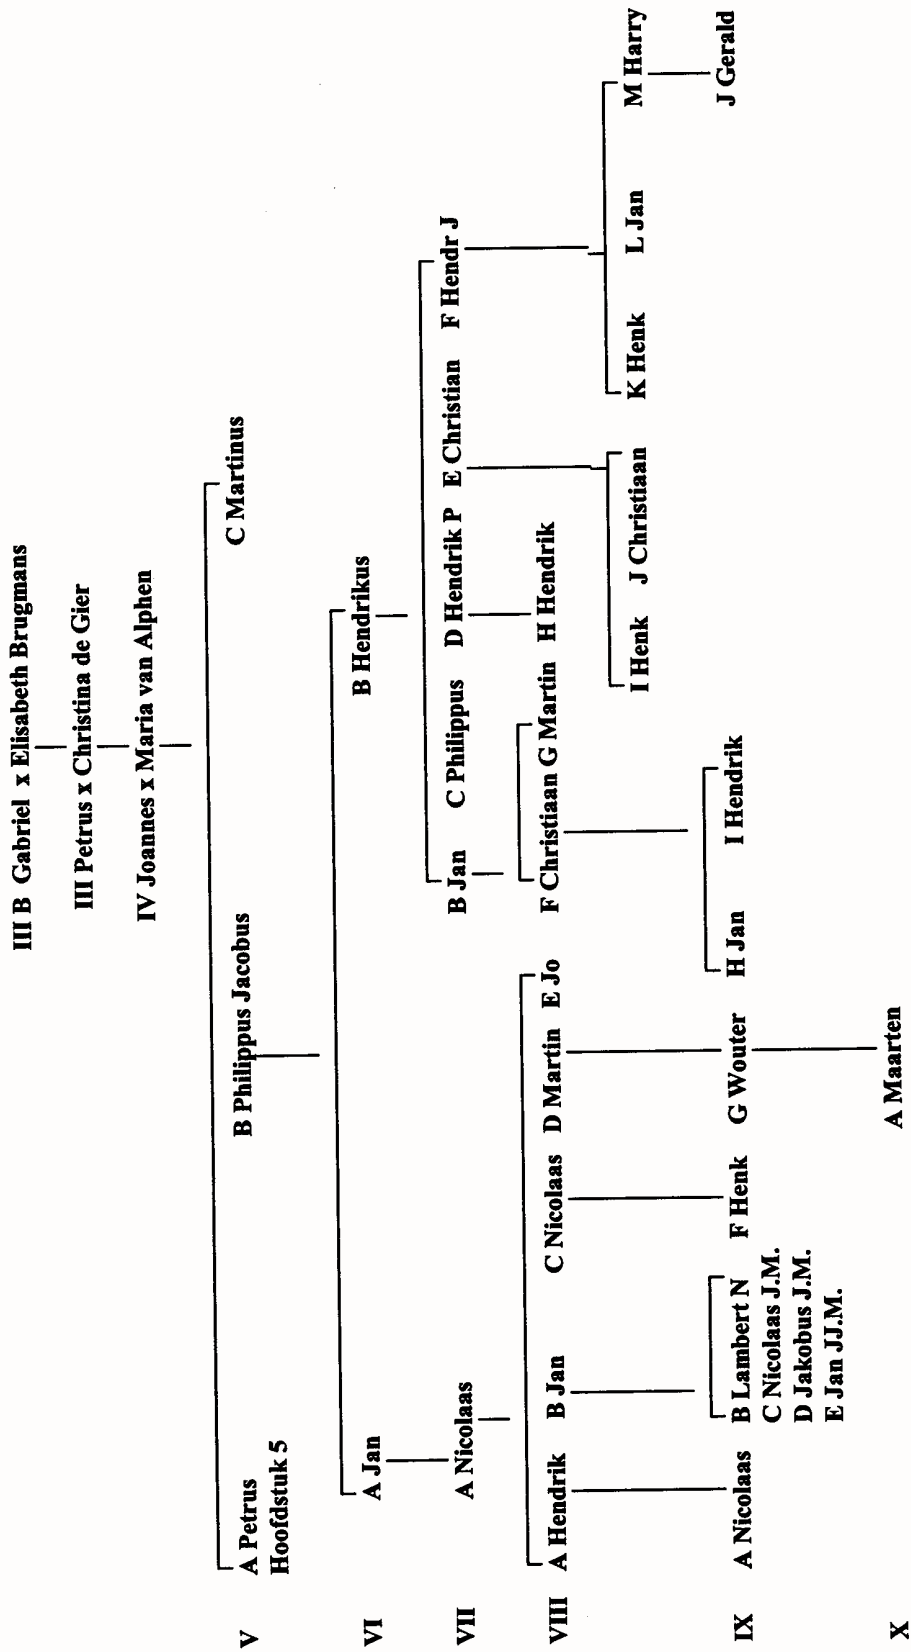 III B Gabriel x Elisabeth Brugmans
III Petrus x Christina de Gier
IV Joannes x Maria van Alphen
V
A Petrus
Hoofdstuk 5
B Philippus Jacobus
C Martinus
VI
A Jan
B Hendrikus
VII
A Nicolaas
B Jan
C Philippus
D Hendrik P
E Christian
F Hendr J
VIII
A Hendrik
B Jan
C Nicolaas
D Martin
E Jo
F Christiaan
G Martin
H Hendrik
I Henk
J Christiaan
K Henk
L Jan
M Harry
IX
A Nicolaas
B Lambert N
C Nicolaas J.M.
D Jakobus J.M.
E Jan JJ.M.
F Henk
G Wouter
H Jan
I Hendrik
J Gerald
X
A Maarten